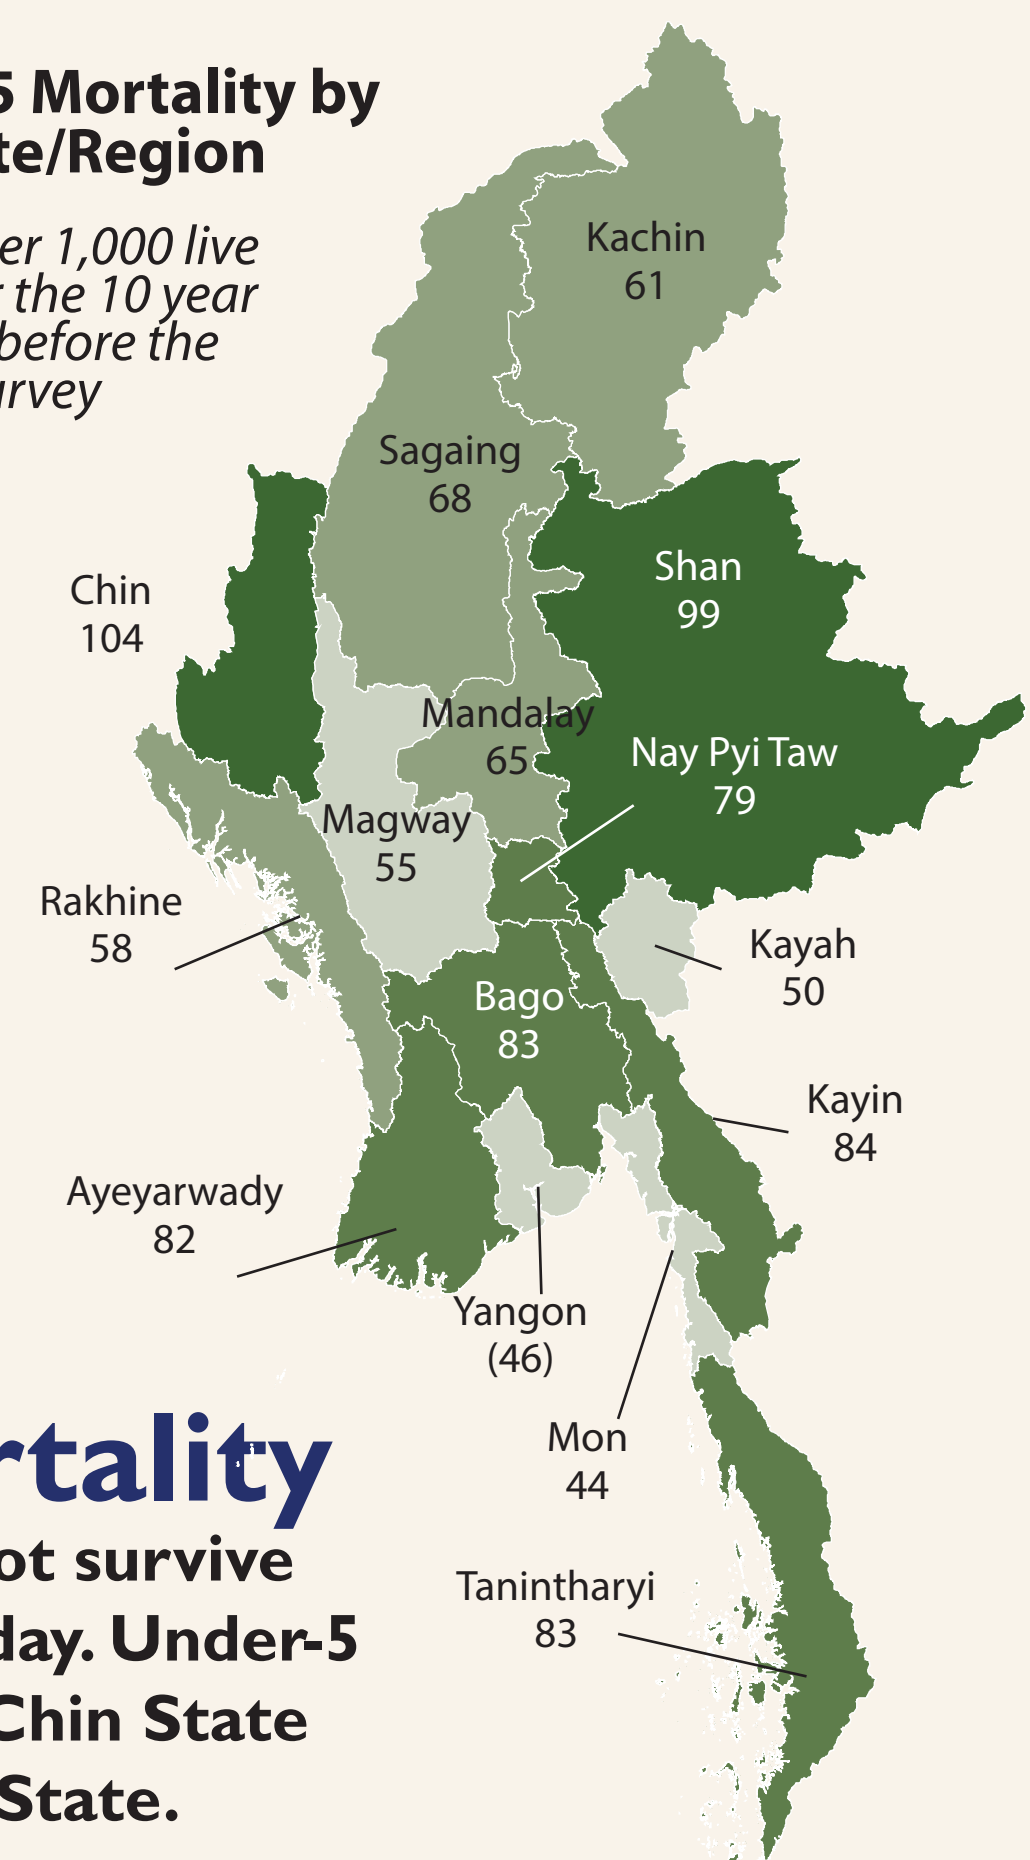 5 Mortality by
te/Region
er 1,000 live
r the 10 year
before the
urvey
Kachin
61
Sagaing
68
Shan
99
Chin
104
Mandalay
65
Nay Pyi Taw
79
Magway
55
Rakhine
58
Kayah
50
Bago
83
Kayin
84
Ayeyarwady
82
Yangon
(46)
Mon
44
Tanintharyi
83
rtality
ot survive
day. Under-5
Chin State
State.